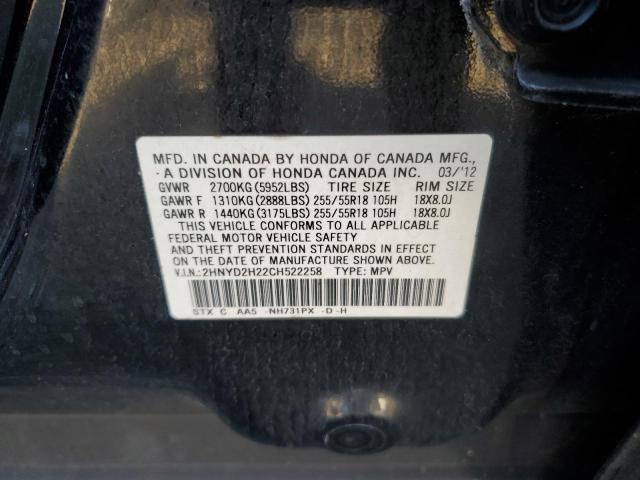 MFD. IN CANADA BY HONDA OF CANADA MFG.,
- A DIVISION OF HONDA CANADA INC. 03/'12
GVWR 2700KG(5952LBS) TIRE SIZE RIM SIZE
GAWR F 1310KG(2888LBS) 255/55R18 105H 18X8.0J
GAWR R 1440KG(3175LBS) 255/55R18 105H 18X8.0J
THIS VEHICLE CONFORMS TO ALL APPLICABLE
FEDERAL MOTOR VEHICLE SAFETY
AND THEFT PREVENTION STANDARDS IN EFFECT
ON THE DATE OF MANUFACTURE SHOWN ABOVE.
V.I.N.:2HNYD2H22CH522258 TYPE: MPV
STX C AA5 -NH731PX -D-H